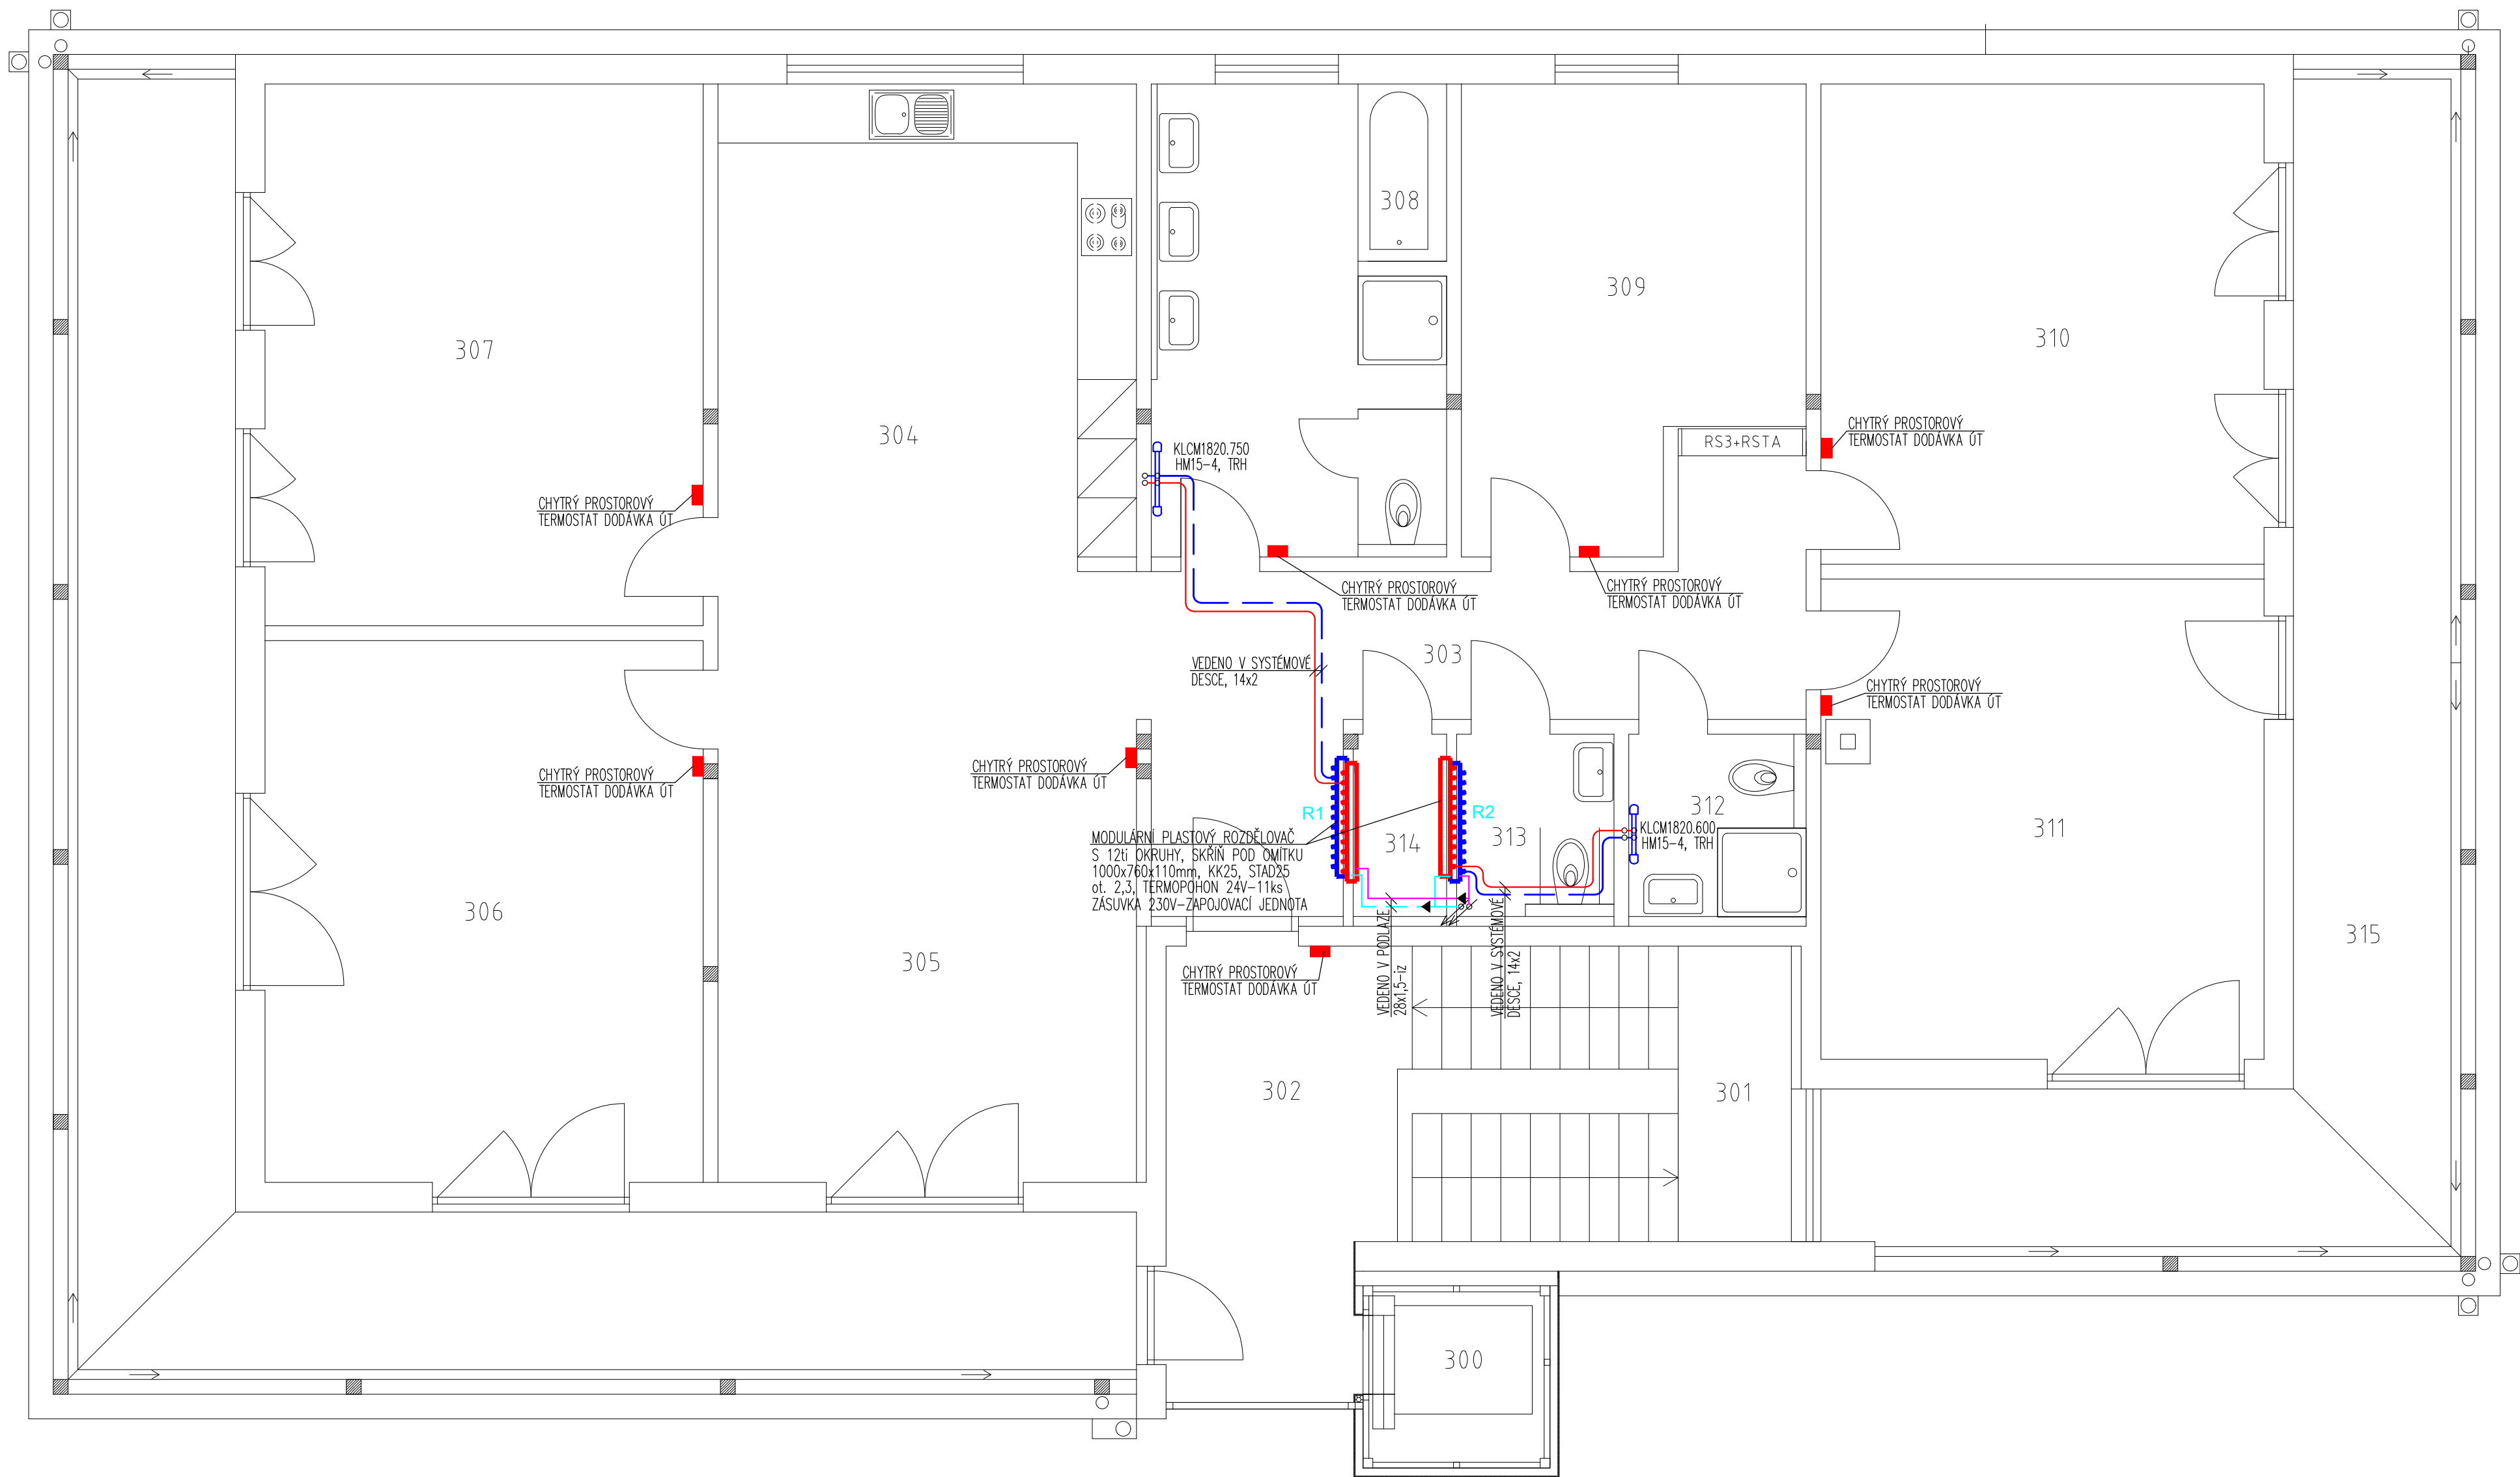 308
309
310
307
304
RS3+RSTA
CHYTRÝ PROSTOROVÝ
TERMOSTAT DODÁVKA ÚT
KLCM1820.750
HM15-4, TRH
CHYTRÝ PROSTOROVÝ
TERMOSTAT DODÁVKA ÚT
CHYTRÝ PROSTOROVÝ
TERMOSTAT DODÁVKA ÚT
CHYTRÝ PROSTOROVÝ
TERMOSTAT DODÁVKA ÚT
303
VEDENO V SYSTÉMOVÉ
DESCE, 14x2
CHYTRÝ PROSTOROVÝ
TERMOSTAT DODÁVKA ÚT
CHYTRÝ PROSTOROVÝ
TERMOSTAT DODÁVKA ÚT
CHYTRÝ PROSTOROVÝ
TERMOSTAT DODÁVKA ÚT
R1
R2
312
KLCM1820.600
HM15-4, TRH
311
313
314
MODULÁRNÍ PLASTOVÝ ROZDĚLOVAČ
S 12ti OKRUHY, SKŘÍŇ POD OMÍTKU
1000x760x110mm, KK25, STAD25
ot. 2,3, TERMOPOHON 24V-11ks
ZÁSUVKA 230V-ZAPOJOVACÍ JEDNOTA
306
305
315
VEDENO V PODLAZE
28x1,5-iz
VEDENO V SYSTÉMOVÉ
DESCE, 14x2
CHYTRÝ PROSTOROVÝ
TERMOSTAT DODÁVKA ÚT
302
301
300